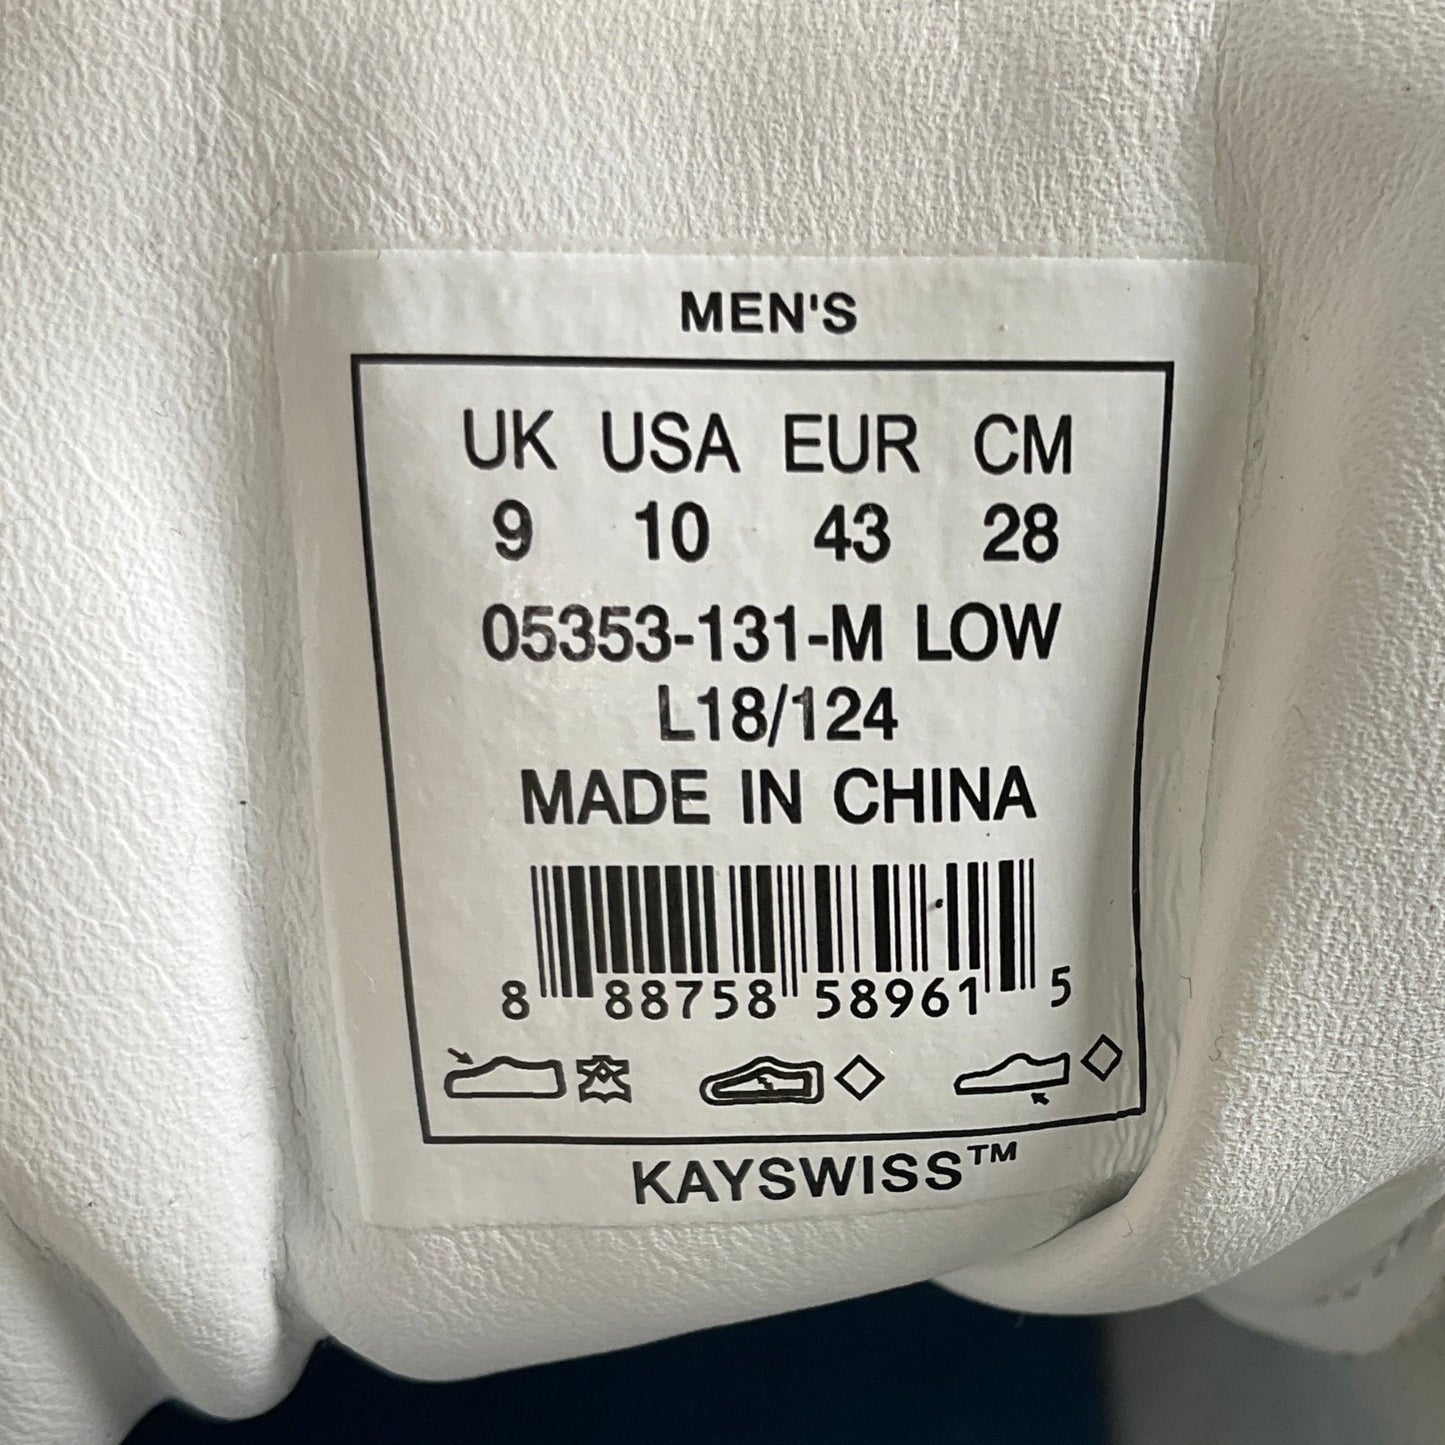 MEN'S
UK USA EUR CM
9 10 43 28
05353-131-M LOW
L18/124
MADE IN CHINA
8 88758 58961 5
KAYSWISS™